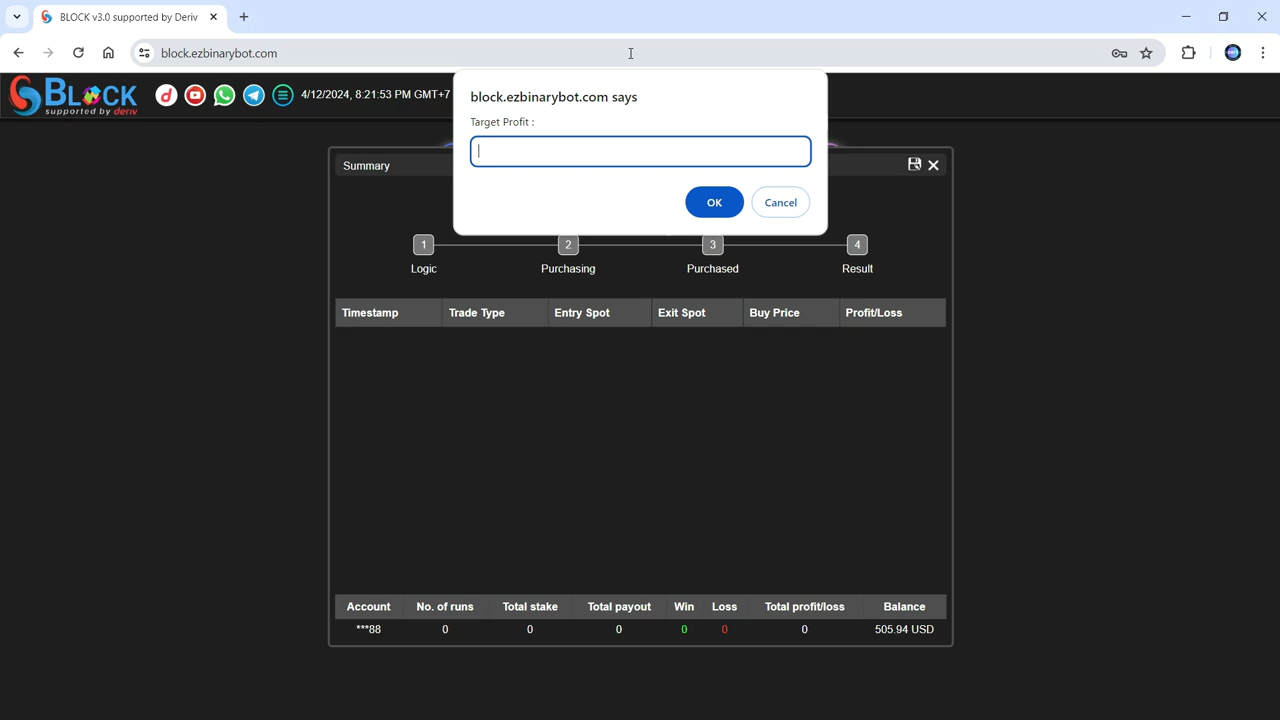 BLOCK v3.0 supported by Deriv
block.ezbinarybot.com
BLOCK
supported by deriv
4/12/2024, 8:21:53 PM GMT+7
block.ezbinarybot.com says
Target Profit :
OK Cancel
Summary
1 2 3 4
Logic Purchasing Purchased Result
Timestamp Trade Type Entry Spot Exit Spot Buy Price Profit/Loss
Account No. of runs Total stake Total payout Win Loss Total profit/loss Balance
***88 0 0 0 0 0 0 505.94 USD